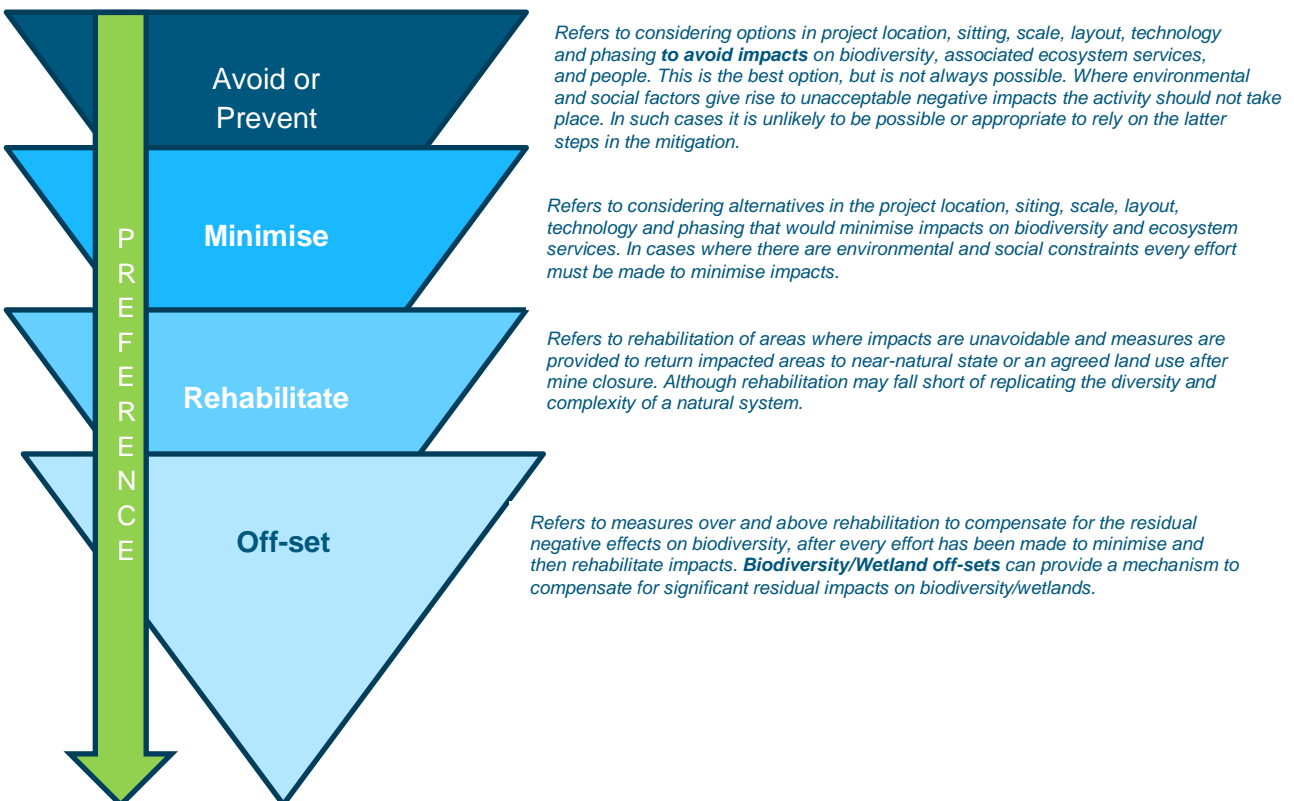 Avoid or
Prevent
Refers to considering options in project location, sitting, scale, layout, technology
and phasing to avoid impacts on biodiversity, associated ecosystem services,
and people. This is the best option, but is not always possible. Where environmental
and social factors give rise to unacceptable negative impacts the activity should not take
place. In such cases it is unlikely to be possible or appropriate to rely on the latter
steps in the mitigation.
Minimise
Refers to considering alternatives in the project location, siting, scale, layout,
technology and phasing that would minimise impacts on biodiversity and ecosystem
services. In cases where there are environmental and social constraints every effort
must be made to minimise impacts.
Rehabilitate
Refers to rehabilitation of areas where impacts are unavoidable and measures are
provided to return impacted areas to near-natural state or an agreed land use after
mine closure. Although rehabilitation may fall short of replicating the diversity and
complexity of a natural system.
Off-set
Refers to measures over and above rehabilitation to compensate for the residual
negative effects on biodiversity, after every effort has been made to minimise and
then rehabilitate impacts. Biodiversity/Wetland off-sets can provide a mechanism to
compensate for significant residual impacts on biodiversity/wetlands.
PREFERENCE